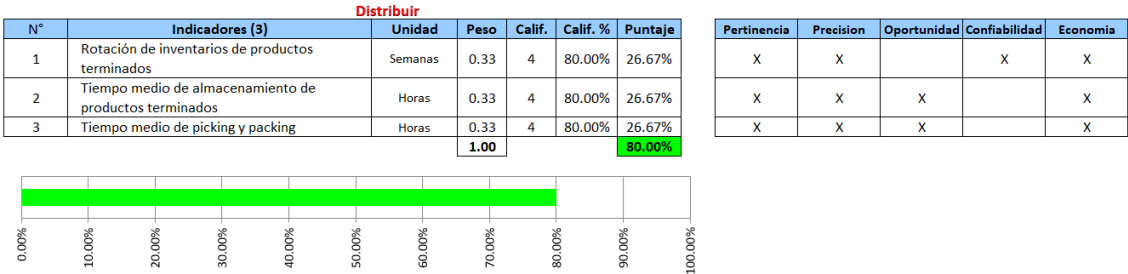 Distribuir
N° Indicadores (3) Unidad Peso Calif. Calif. % Puntaje Pertinencia Precision Oportunidad Confiabilidad Economia
1 Rotación de inventarios de productos terminados Semanas 0.33 4 80.00% 26.67% X X X X
2 Tiempo medio de almacenamiento de productos terminados Horas 0.33 4 80.00% 26.67% X X X X
3 Tiempo medio de picking y packing Horas 0.33 4 80.00% 26.67% X X X X
1.00 80.00%
0.00% 10.00% 20.00% 30.00% 40.00% 50.00% 60.00% 70.00% 80.00% 90.00% 100.00%